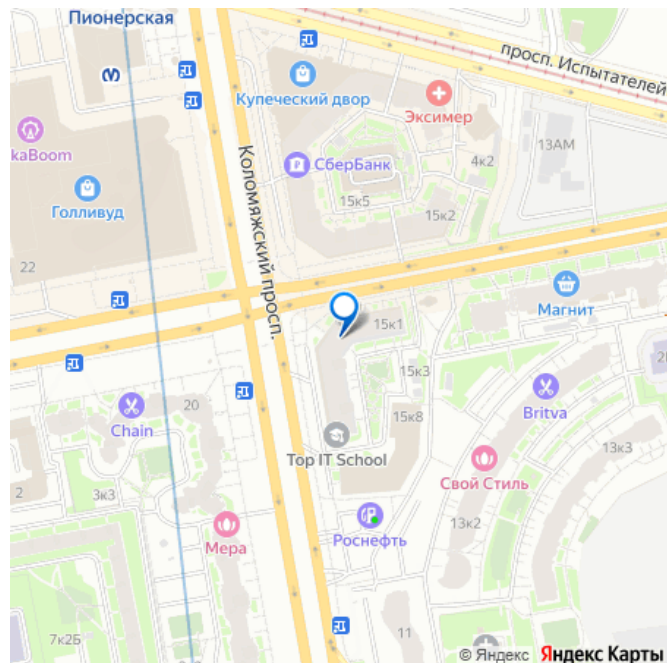 Пионерская
просп. Испытателей
Купеческий двор
Эксимер
kaBoom
13АМ
СберБанк
4к2
Голливуд
15к5
15к2
Коломяжский просп.
22
Магнит
15к1
15к3
Britva
20
Chain
15к8
Top IT School
13к3
Свой Стиль
2
3к3
Роснефть
13к2
Мера
11
7к2Б
© Яндекс Яндекс Карты